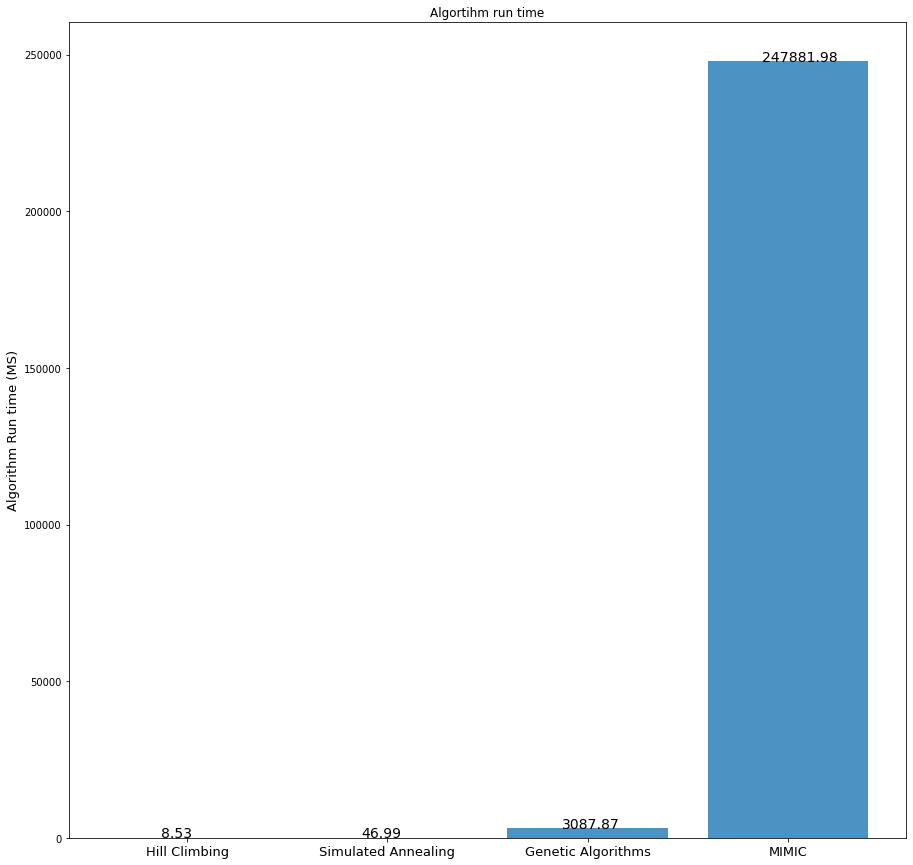 Algortihm run time
Algorithm Run time (MS)
250000
200000
150000
100000
50000
0
8.53
46.99
3087.87
247881.98
Hill Climbing
Simulated Annealing
Genetic Algorithms
MIMIC